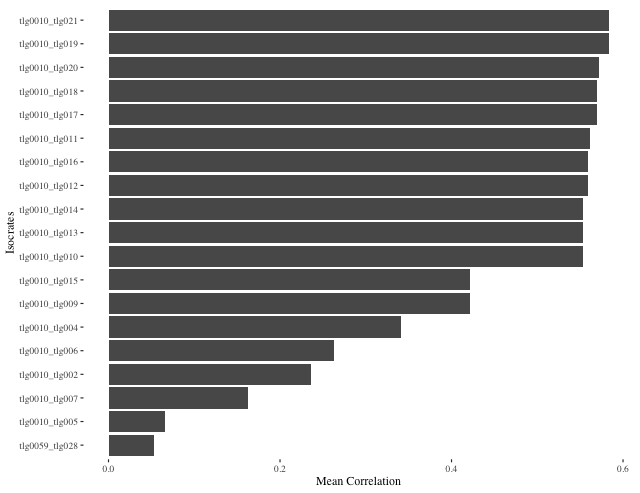 tlg0010_tlg021
tlg0010_tlg019
tlg0010_tlg020
tlg0010_tlg018
tlg0010_tlg017
tlg0010_tlg011
tlg0010_tlg016
tlg0010_tlg012
tlg0010_tlg014
tlg0010_tlg013
tlg0010_tlg010
tlg0010_tlg015
tlg0010_tlg009
tlg0010_tlg004
tlg0010_tlg006
tlg0010_tlg002
tlg0010_tlg007
tlg0010_tlg005
tlg0059_tlg028
Isocrates
0.0 0.2 0.4 0.6
Mean Correlation